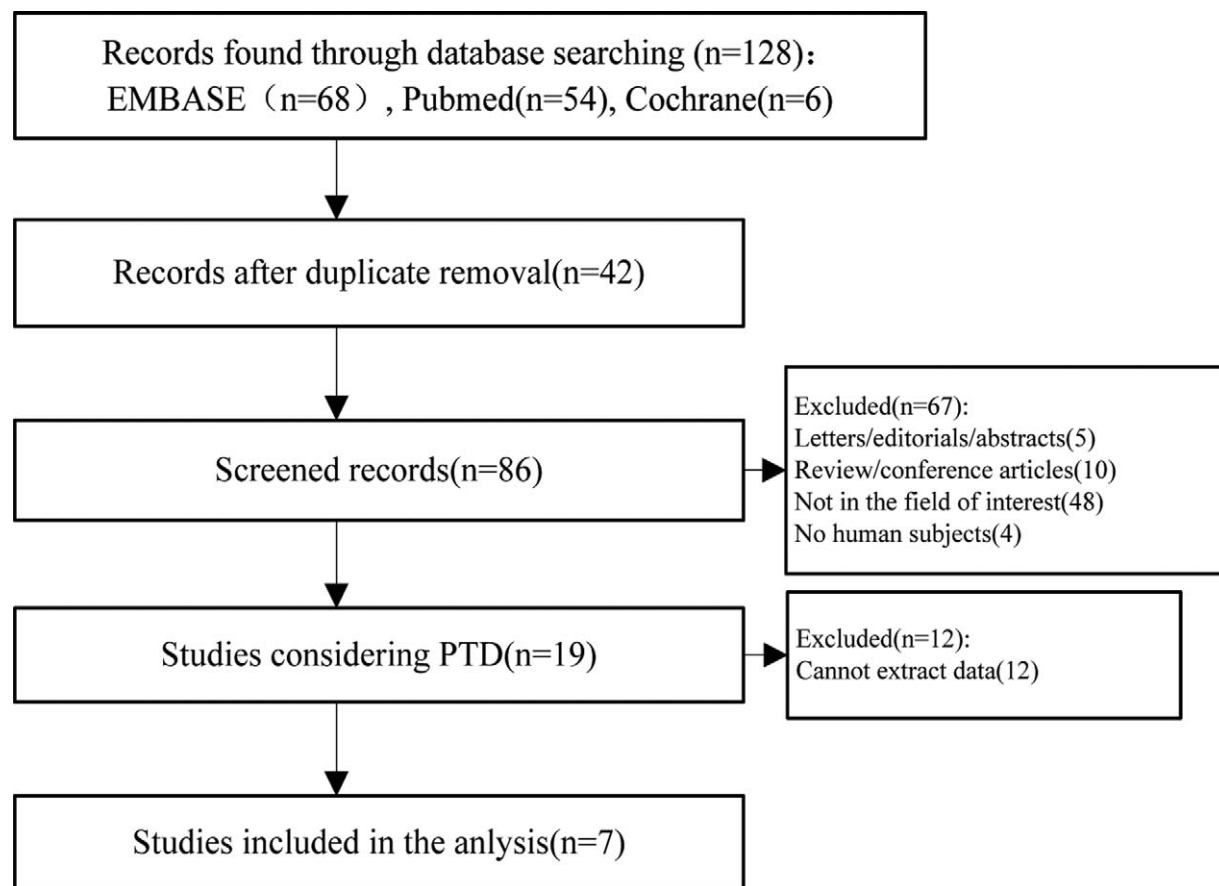 Records found through database searching (n=128)：
EMBASE（n=68）, Pubmed(n=54), Cochrane(n=6)
Records after duplicate removal(n=42)
Screened records(n=86)
Excluded(n=67):
Letters/editorials/abstracts(5)
Review/conference articles(10)
Not in the field of interest(48)
No human subjects(4)
Studies considering PTD(n=19)
Excluded(n=12):
Cannot extract data(12)
Studies included in the anlysis(n=7)